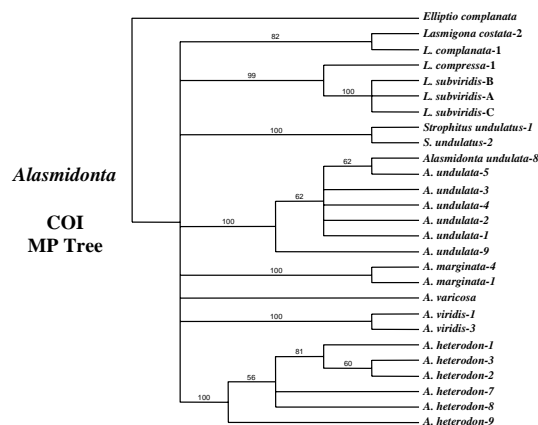 Elliptio complanata
82
Lasmigona costata-2
L. complanata-1
99
L. compressa-1
100
L. subviridis-B
L. subviridis-A
L. subviridis-C
100
Strophitus undulatus-1
S. undulatus-2
Alasmidonta
COI
MP Tree
100
62
62
Alasmidonta undulata-8
A. undulata-5
A. undulata-3
A. undulata-4
A. undulata-2
A. undulata-1
A. undulata-9
100
A. marginata-4
A. marginata-1
A. varicosa
100
A. viridis-1
A. viridis-3
100
56
81
A. heterodon-1
60
A. heterodon-3
A. heterodon-2
A. heterodon-7
A. heterodon-8
A. heterodon-9